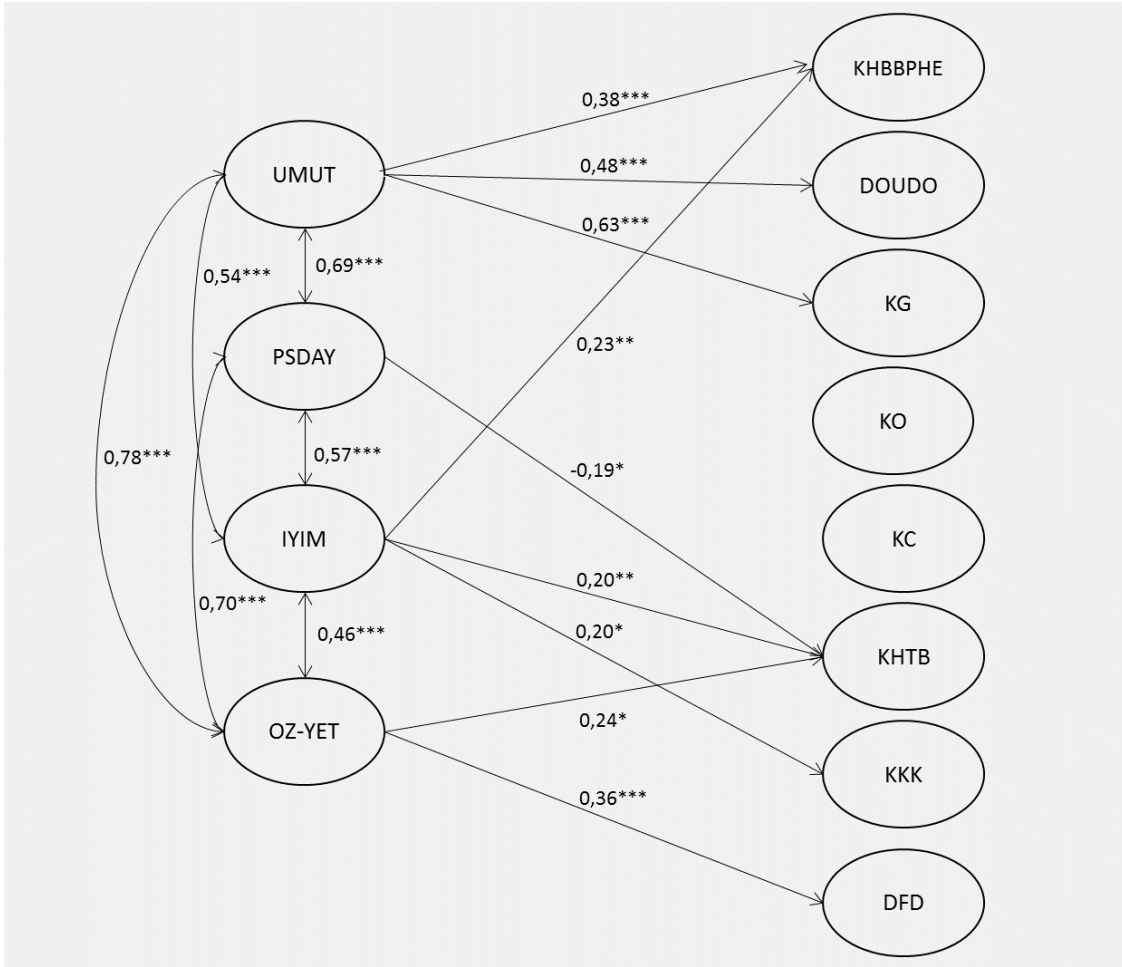 KHBBPHE
0,38***
UMUT
0,48***
DOUDO
0,63***
0,54***
0,69***
KG
0,23**
PSDAY
KO
0,78***
0,57***
-0,19*
IYIM
KC
0,20**
0,70***
0,46***
0,20*
KHTB
OZ-YET
0,24*
KKK
0,36***
DFD